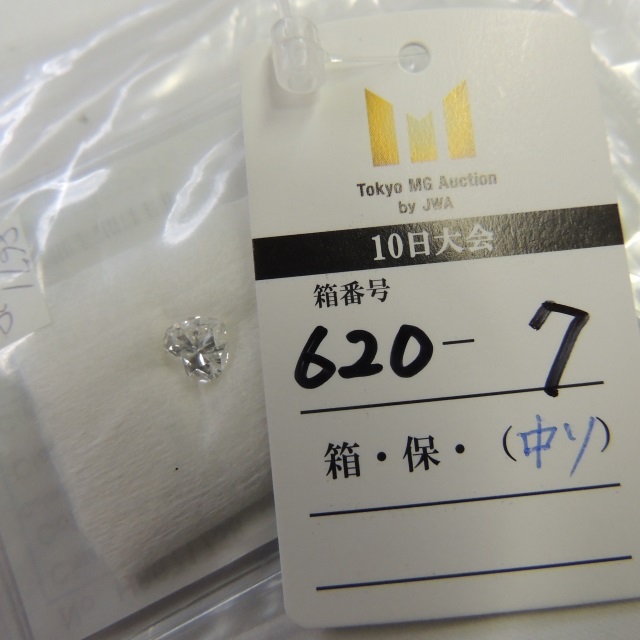 Tokyo MG Auction
by JWA
10日大会
箱番号
620-7
箱・保・(中ソ)